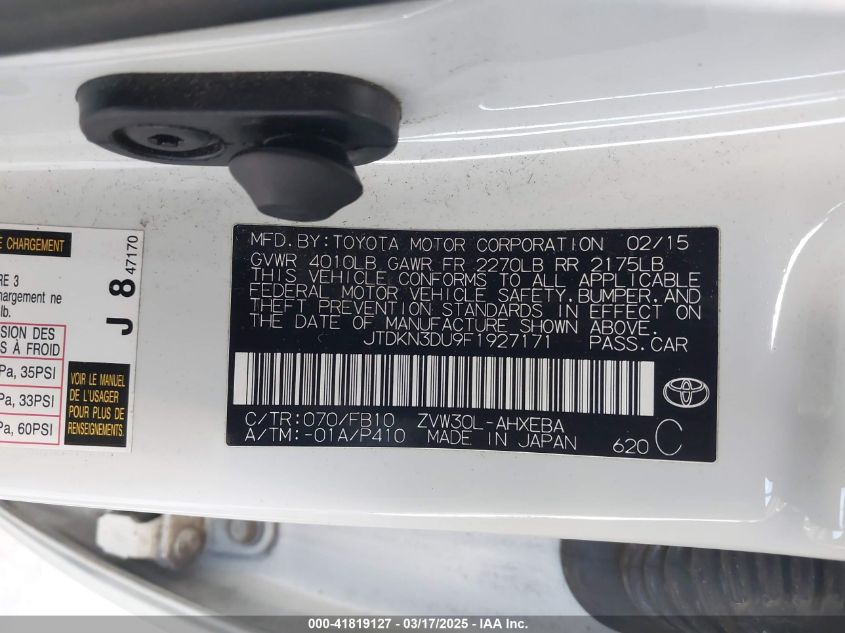 E CHARGEMENT
RE 3
hargement ne
lb.
J 8 47170
SION DES
S À FROID
Pa, 35PSI
Pa, 33PSI
Pa, 60PSI
VOIR LE MANUEL
DE L'USAGER
POUR PLUS DE
RENSEIGNEMENTS.
MFD. BY: TOYOTA MOTOR CORPORATION 02/15
GVWR 4010LB GAWR FR 2270LB RR 2175LB
THIS VEHICLE CONFORMS TO ALL APPLICABLE
FEDERAL MOTOR VEHICLE SAFETY, BUMPER, AND
THEFT PREVENTION STANDARDS IN EFFECT ON
THE DATE OF MANUFACTURE SHOWN ABOVE.
JTDKN3DU9F1927171 PASS.CAR
C/TR:070/FB10 ZVW30L-AHXEBA
A/TM:-01A/P410 MADE IN JAPAN 620 C
000-41819127 - 03/17/2025 - © IAA, Inc.